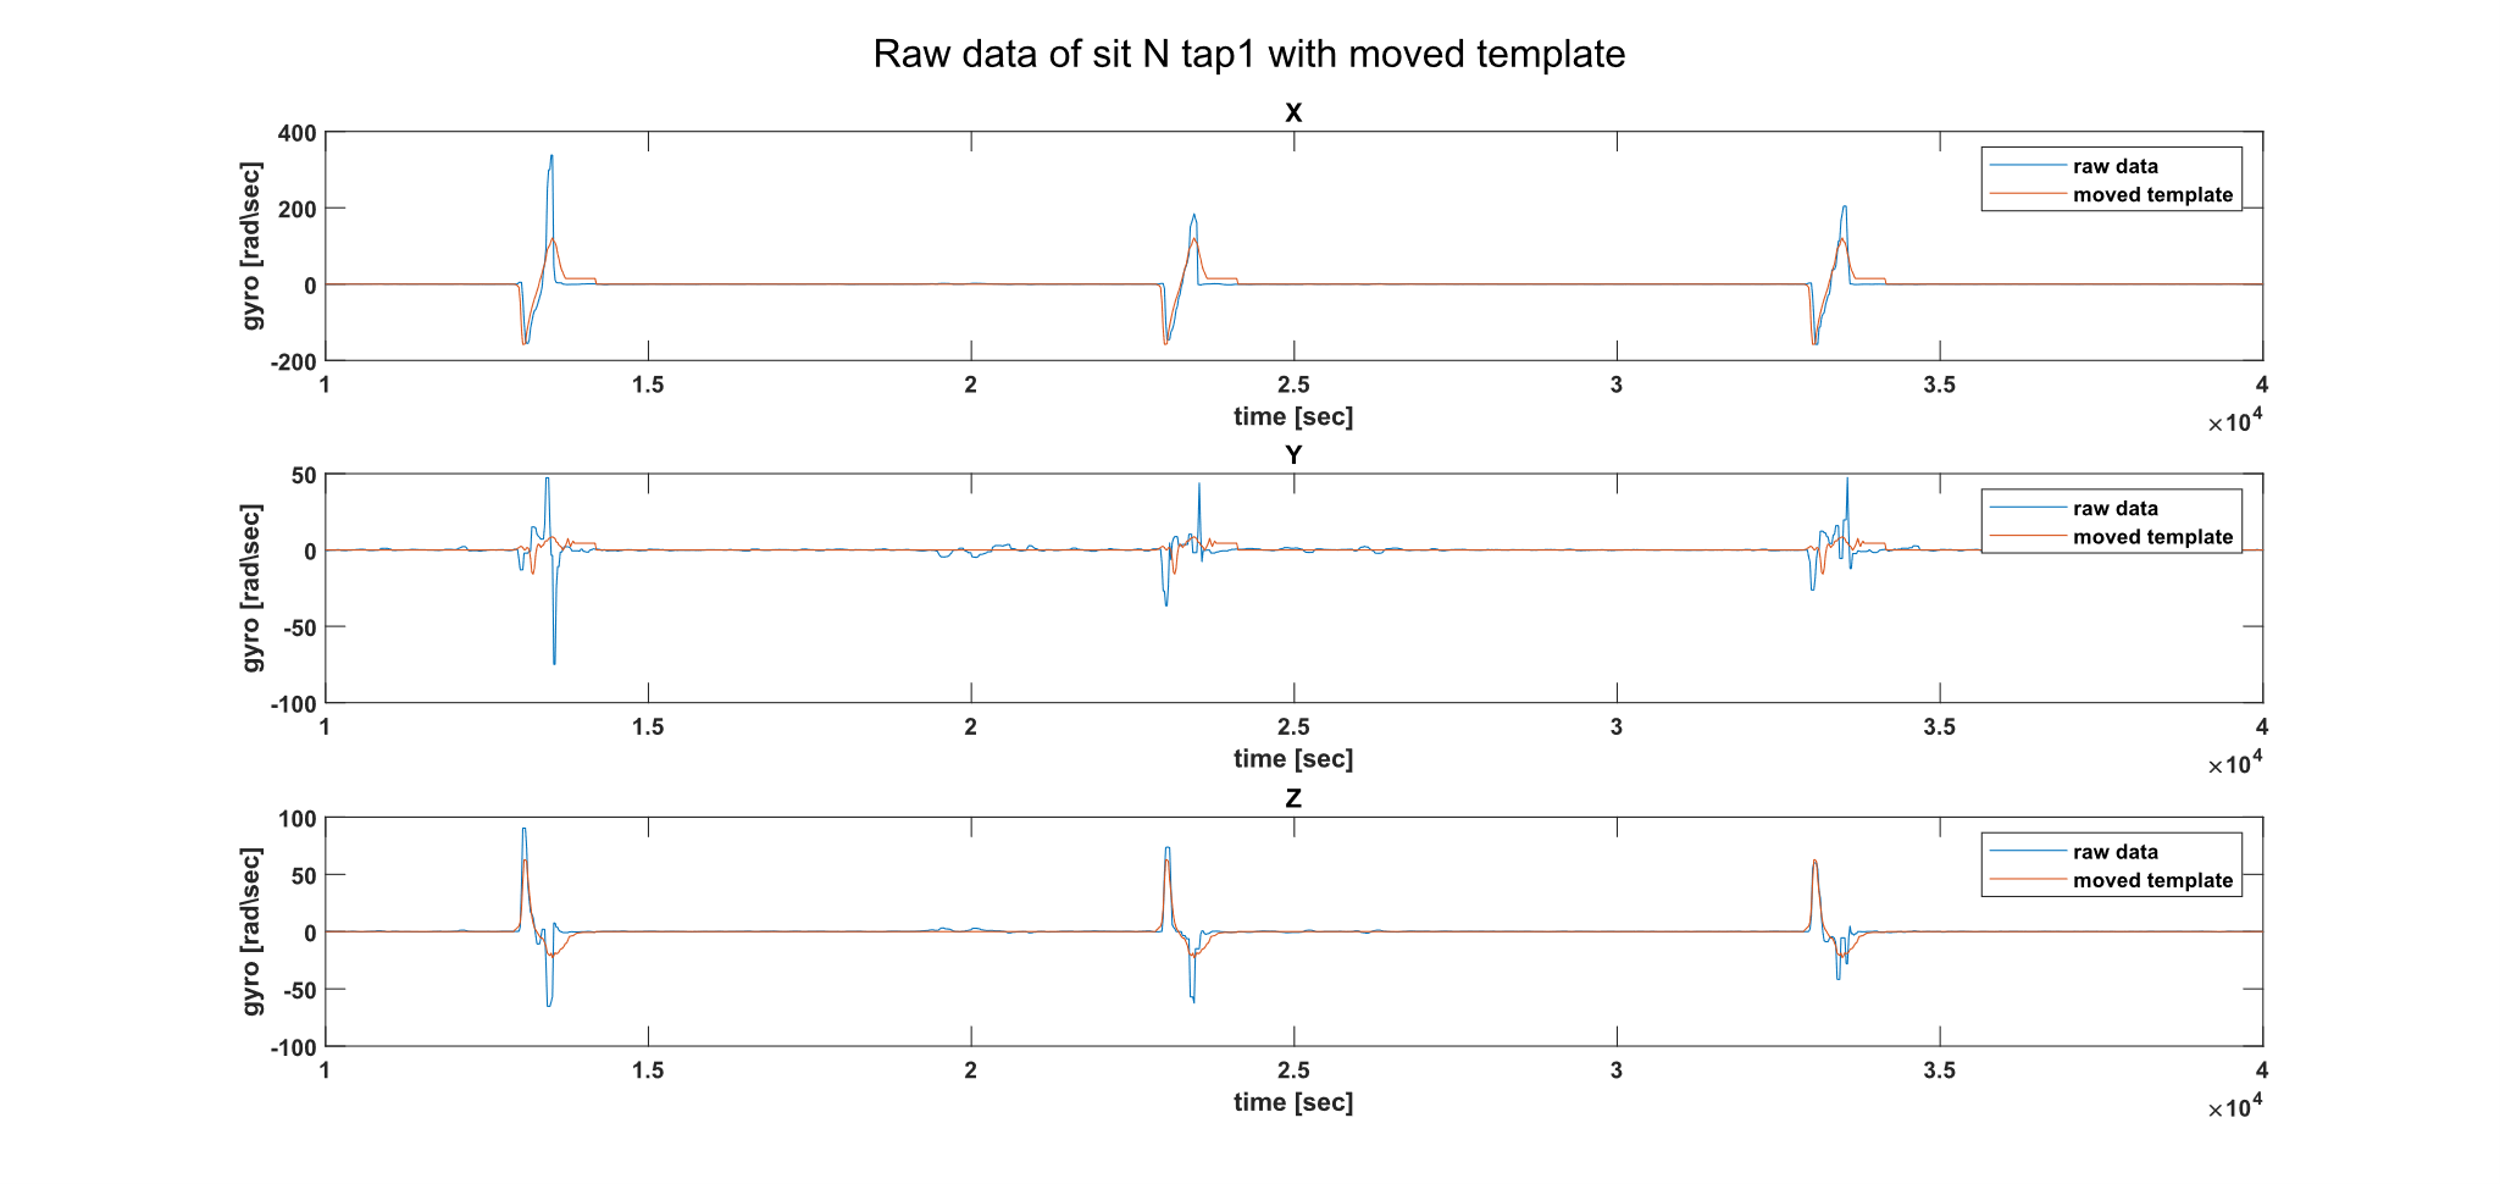 Raw data of sit N tap1 with moved template
X
gyro [rad\sec]
400
200
0
-200
raw data
moved template
1 1.5 2 2.5 3 3.5 4
time [sec]
×10^4
Y
gyro [rad\sec]
50
0
-50
-100
raw data
moved template
1 1.5 2 2.5 3 3.5 4
time [sec]
×10^4
Z
gyro [rad\sec]
100
50
0
-50
-100
raw data
moved template
1 1.5 2 2.5 3 3.5 4
time [sec]
×10^4